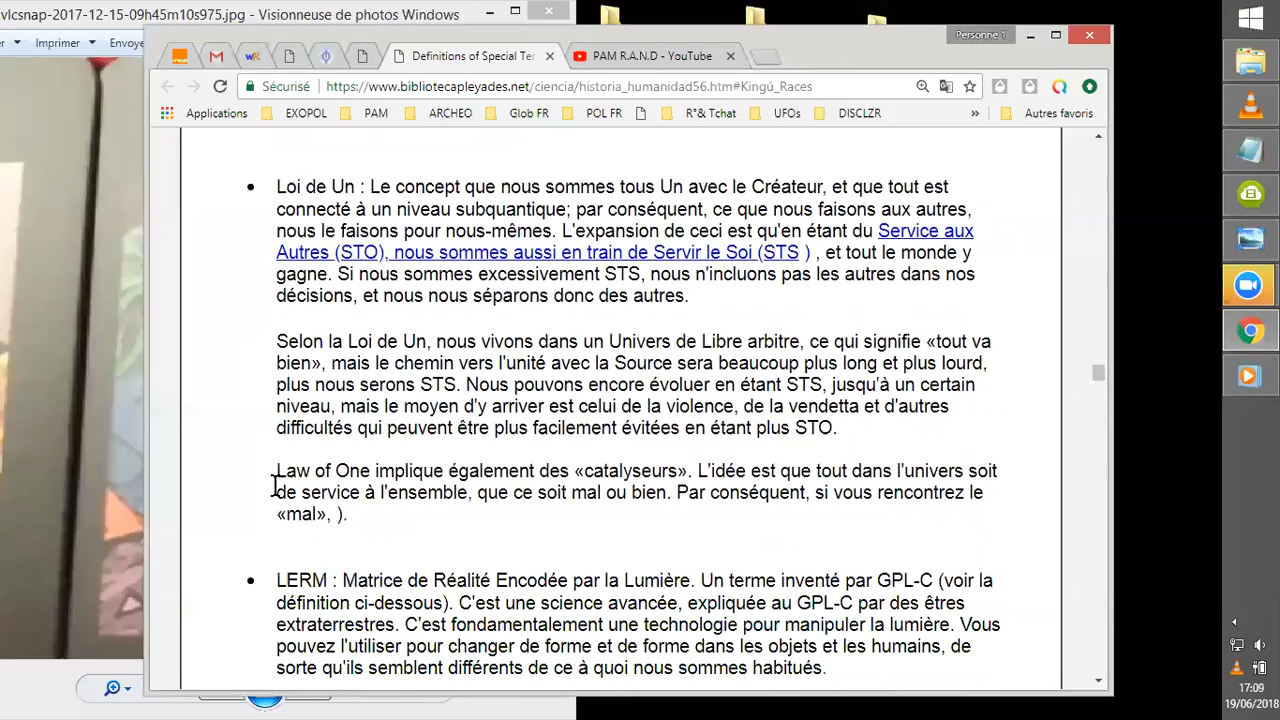 vlcsnap-2017-12-15-09h45m10s975.jpg - Visionneuse de photos Windows
Imprimer
Envoye
Personne 1
Definitions of Special Ter
PAM R.A.N.D - YouTube
Sécurisé
https://www.bibliotecapleyades.net/ciencia/historia_humanidad56.htm#Kingú_Races
Applications EXOPOL PAM ARCHEO Glob FR POL FR R°& Tchat UFOs DISCLZR » Autres favoris
• Loi de Un : Le concept que nous sommes tous Un avec le Créateur, et que tout est
connecté à un niveau subquantique; par conséquent, ce que nous faisons aux autres,
nous le faisons pour nous-mêmes. L'expansion de ceci est qu'en étant du Service aux
Autres (STO), nous sommes aussi en train de Servir le Soi (STS ) , et tout le monde y
gagne. Si nous sommes excessivement STS, nous n'incluons pas les autres dans nos
décisions, et nous nous séparons donc des autres.
Selon la Loi de Un, nous vivons dans un Univers de Libre arbitre, ce qui signifie «tout va
bien», mais le chemin vers l'unité avec la Source sera beaucoup plus long et plus lourd,
plus nous serons STS. Nous pouvons encore évoluer en étant STS, jusqu'à un certain
niveau, mais le moyen d'y arriver est celui de la violence, de la vendetta et d'autres
difficultés qui peuvent être plus facilement évitées en étant plus STO.
Law of One implique également des «catalyseurs». L'idée est que tout dans l'univers soit
de service à l'ensemble, que ce soit mal ou bien. Par conséquent, si vous rencontrez le
«mal», ).
• LERM : Matrice de Réalité Encodée par la Lumière. Un terme inventé par GPL-C (voir la
définition ci-dessous). C'est une science avancée, expliquée au GPL-C par des êtres
extraterrestres. C'est fondamentalement une technologie pour manipuler la lumière. Vous
pouvez l'utiliser pour changer de forme et de forme dans les objets et les humains, de
sorte qu'ils semblent différents de ce à quoi nous sommes habitués.
17:09
19/06/2018